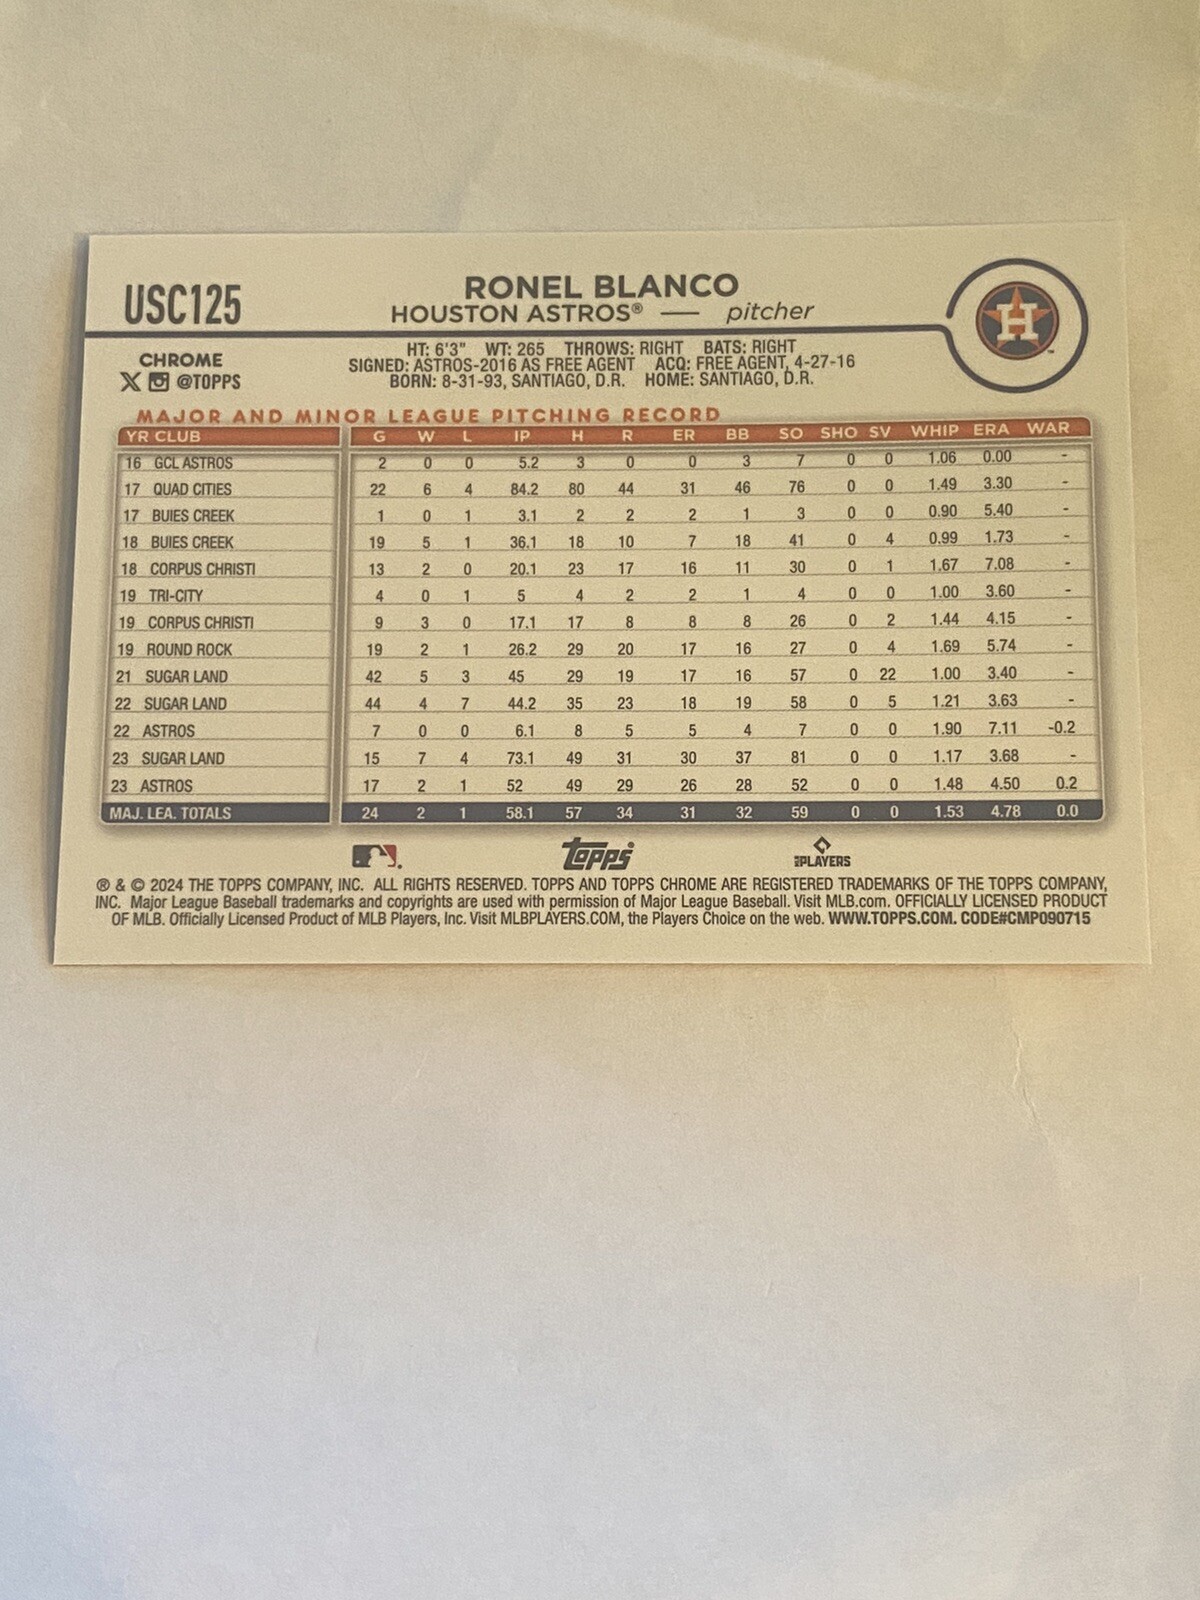 USC125
RONEL BLANCO
HOUSTON ASTROS® — pitcher
H
CHROME
@TOPPS
HT: 6'3" WT: 265 THROWS: RIGHT BATS: RIGHT
SIGNED: ASTROS-2016 AS FREE AGENT ACQ: FREE AGENT, 4-27-16
BORN: 8-31-93, SANTIAGO, D.R. HOME: SANTIAGO, D.R.
MAJOR AND MINOR LEAGUE PITCHING RECORD
YR CLUB G W L IP H R ER BB SO SHO SV WHIP ERA WAR
16 GCL ASTROS 2 0 0 5.2 3 0 0 3 7 0 0 1.06 0.00 -
17 QUAD CITIES 22 6 4 84.2 80 44 31 46 76 0 0 1.49 3.30 -
17 BUIES CREEK 1 0 1 3.1 2 2 2 1 3 0 0 0.90 5.40 -
18 BUIES CREEK 19 5 1 36.1 18 10 7 18 41 0 4 0.99 1.73 -
18 CORPUS CHRISTI 13 2 0 20.1 23 17 16 11 30 0 1 1.67 7.08 -
19 TRI-CITY 4 0 1 5 4 2 2 1 4 0 0 1.00 3.60 -
19 CORPUS CHRISTI 9 3 0 17.1 17 8 8 8 26 0 2 1.44 4.15 -
19 ROUND ROCK 19 2 1 26.2 29 20 17 16 27 0 4 1.69 5.74 -
21 SUGAR LAND 42 5 3 45 29 19 17 16 57 0 22 1.00 3.40 -
22 SUGAR LAND 44 4 7 44.2 35 23 18 19 58 0 5 1.21 3.63 -
22 ASTROS 7 0 0 6.1 8 5 5 4 7 0 0 1.90 7.11 -0.2
23 SUGAR LAND 15 7 4 73.1 49 31 30 37 81 0 0 1.17 3.68 -
23 ASTROS 17 2 1 52 49 29 26 28 52 0 0 1.48 4.50 0.2
MAJ. LEA. TOTALS 24 2 1 58.1 57 34 31 32 59 0 0 1.53 4.78 0.0
Topps
MLB PLAYERS
® & © 2024 THE TOPPS COMPANY, INC. ALL RIGHTS RESERVED. TOPPS AND TOPPS CHROME ARE REGISTERED TRADEMARKS OF THE TOPPS COMPANY,
INC. Major League Baseball trademarks and copyrights are used with permission of Major League Baseball. Visit MLB.com. OFFICIALLY LICENSED PRODUCT
OF MLB. Officially Licensed Product of MLB Players, Inc. Visit MLBPLAYERS.COM, the Players Choice on the web. WWW.TOPPS.COM. CODE#CMP090715